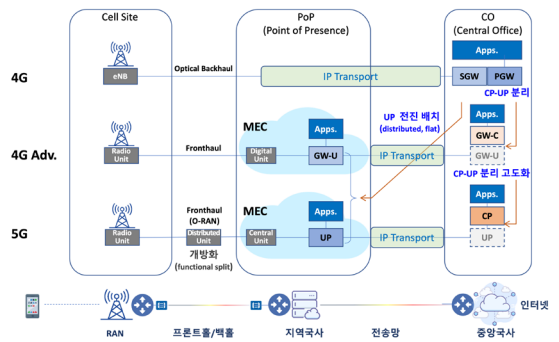 Cell Site
PoP
(Point of Presence)
CO
(Central Office)
4G
eNB
Optical Backhaul
IP Transport
Apps.
SGW
PGW
CP-UP 분리
4G Adv.
Radio
Unit
Fronthaul
MEC
Digital
Unit
Apps.
GW-U
UP 전진 배치
(distributed, flat)
IP Transport
Apps.
GW-C
GW-U
CP-UP 분리 고도화
5G
Radio
Unit
Fronthaul
(O-RAN)
Distributed
Unit
개방화
(functional split)
MEC
Central
Unit
Apps.
UP
IP Transport
Apps.
CP
UP
RAN
프론트홀/백홀
지역국사
전송망
중앙국사
인터넷